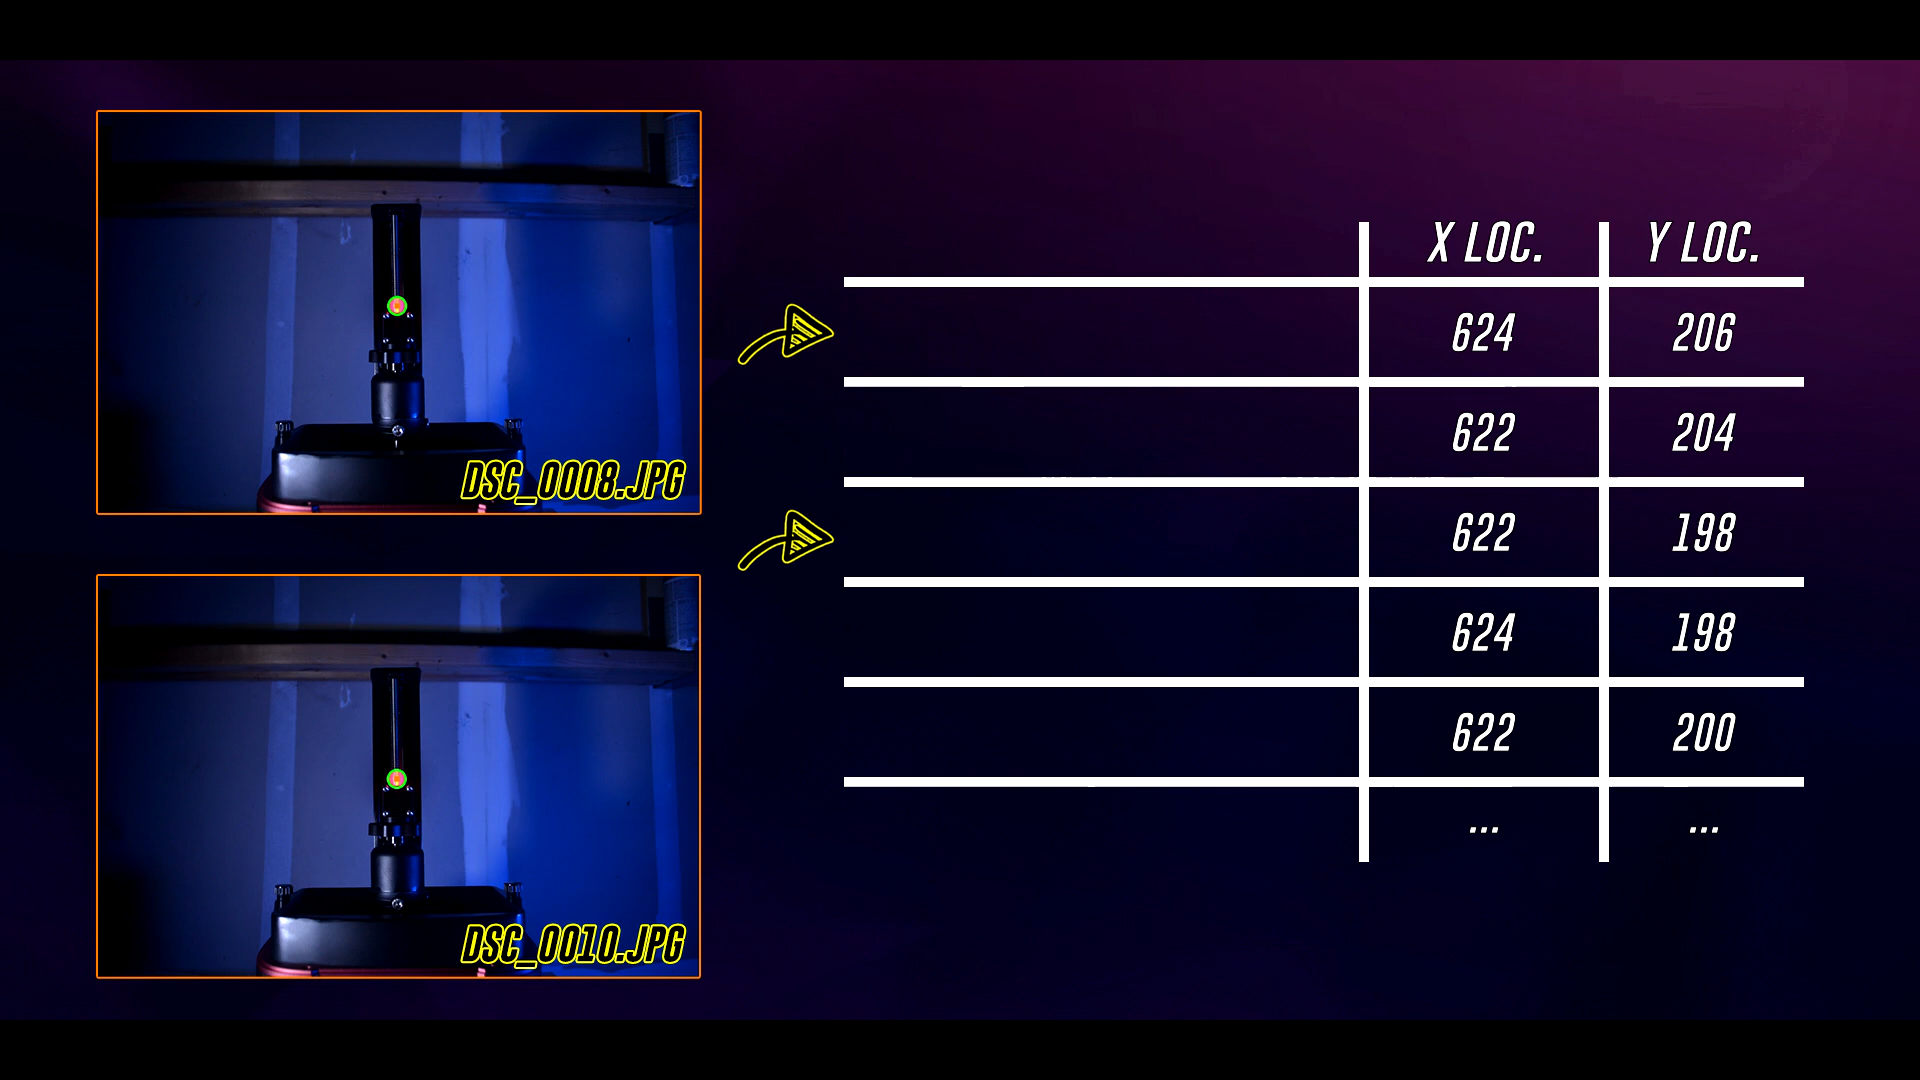 DSC_0008.JPG
DSC_0010.JPG
X LOC. Y LOC.
624 206
622 204
622 198
624 198
622 200
... ...